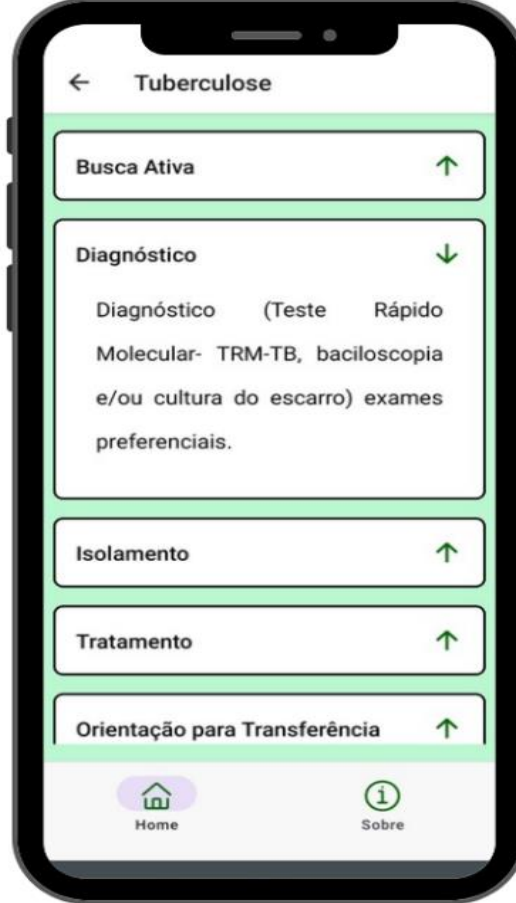 Tuberculose
Busca Ativa
Diagnóstico
Diagnóstico (Teste Rápido
Molecular- TRM-TB, baciloscopia
e/ou cultura do escarro) exames
preferenciais.
Isolamento
Tratamento
Orientação para Transferência
Home
Sobre